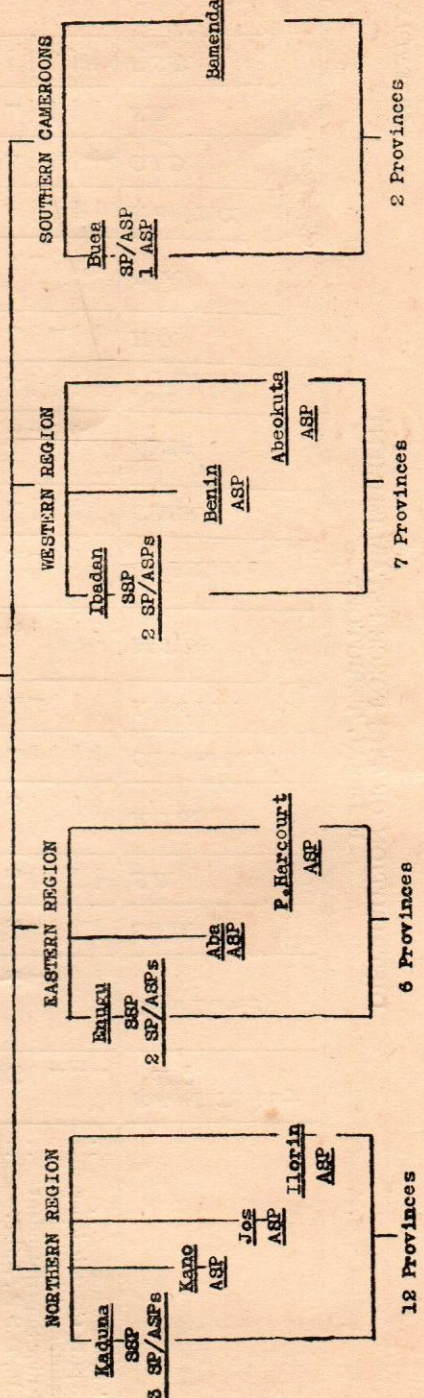 NORTHERN REGION
Kaduna
SSP
3 SP/ASPs
Kano
ASP
Jos
ASP
Ilorin
ASP
12 Provinces
EASTERN REGION
Enugu
SSP
2 SP/ASPs
Aba
ASP
P.Harcourt
ASP
6 Provinces
WESTERN REGION
Ibadan
SSP
2 SP/ASPs
Benin
ASP
Abeokuta
ASP
7 Provinces
SOUTHERN CAMEROONS
Buea
SP/ASP
1 ASP
Bamenda
2 Provinces